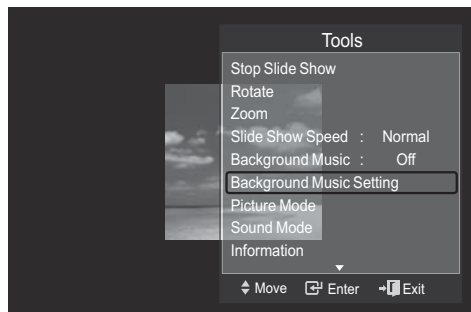 Tools
Stop Slide Show
Rotate
Zoom
Slide Show Speed : Normal
Background Music : Off
Background Music Setting
Picture Mode
Sound Mode
Information
Move Enter Exit